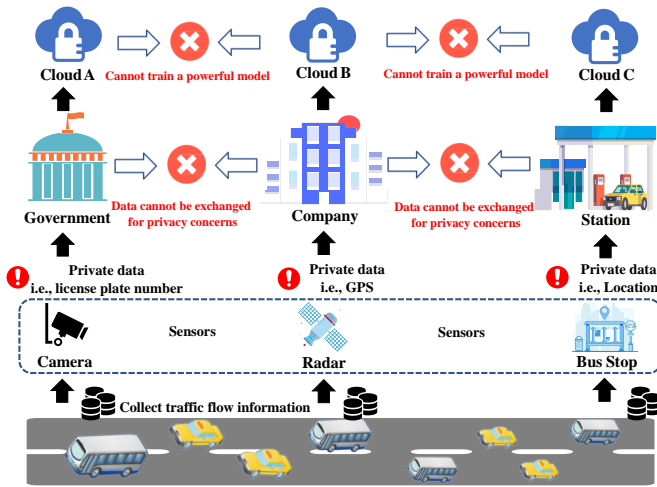 Cloud A
Cloud B
Cloud C
Cannot train a powerful model
Cannot train a powerful model
Government
Company
Station
Data cannot be exchanged
for privacy concerns
Data cannot be exchanged
for privacy concerns
Private data
i.e., license plate number
Private data
i.e., GPS
Private data
i.e., Location
Sensors
Sensors
Camera
Radar
Bus Stop
Collect traffic flow information